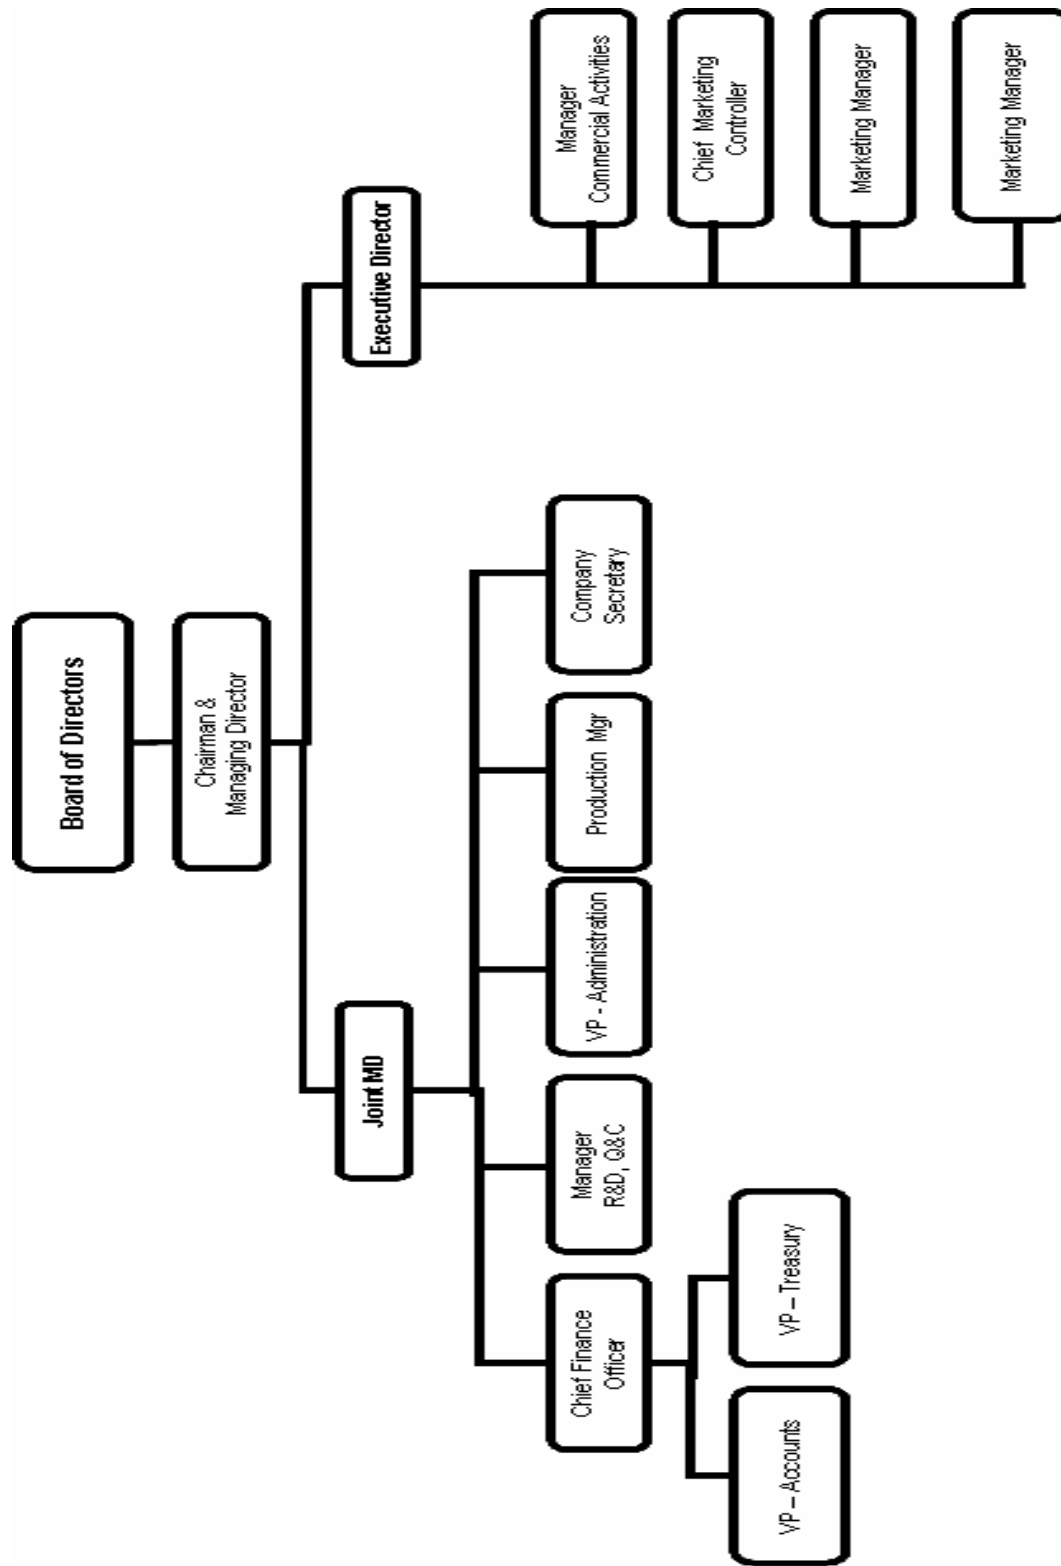 Board of Directors
Chairman &
Managing Director
Joint MD
Executive Director
Chief Finance
Officer
Manager
R&D, Q&C
VP - Administration
Production Mgr
Company
Secretary
VP – Accounts
VP – Treasury
Manager
Commercial Activities
Chief Marketing
Controller
Marketing Manager
Marketing Manager